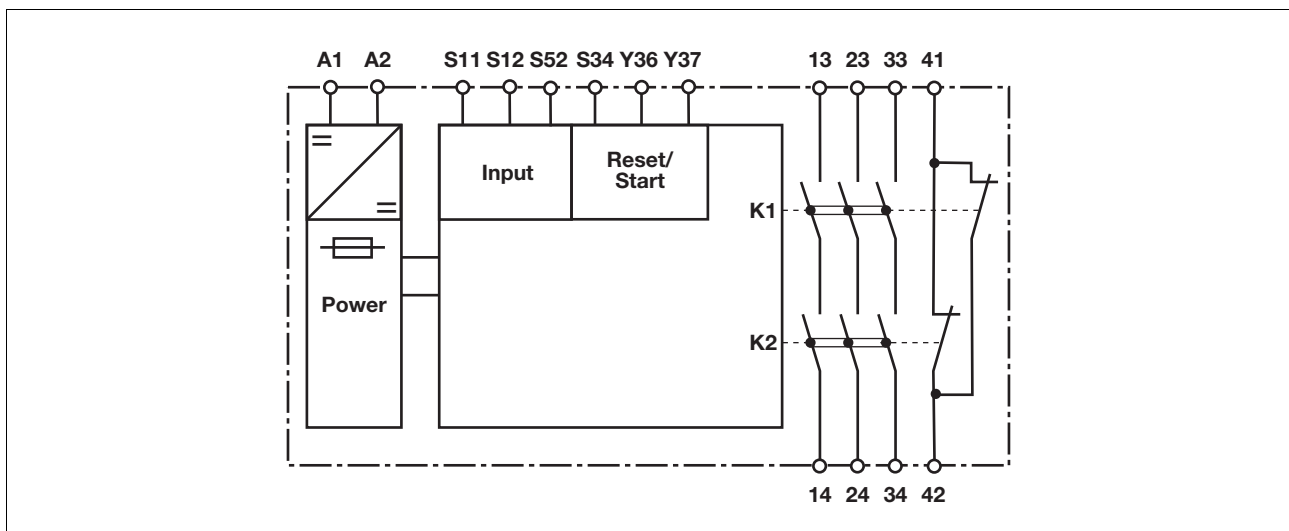 A1 A2 S11 S12 S52 S34 Y36 Y37 13 23 33 41
Input
Reset/
Start
K1
Power
K2
14 24 34 42